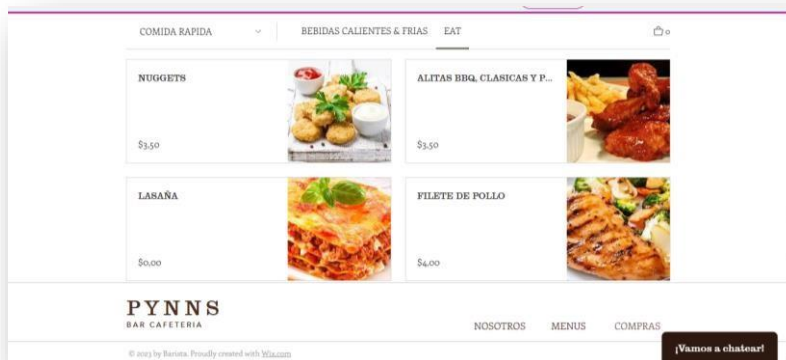 COMIDA RAPIDA
BEBIDAS CALIENTES & FRIAS EAT
0
NUGGETS
$3,50
ALITAS BBQ, CLASICAS Y P...
$3,50
LASAÑA
$0,00
FILETE DE POLLO
$4,00
PYNNS
BAR CAFETERIA
NOSOTROS MENUS COMPRAS
© 2023 by Barista. Proudly created with Wix.com
¡Vamos a chatear!